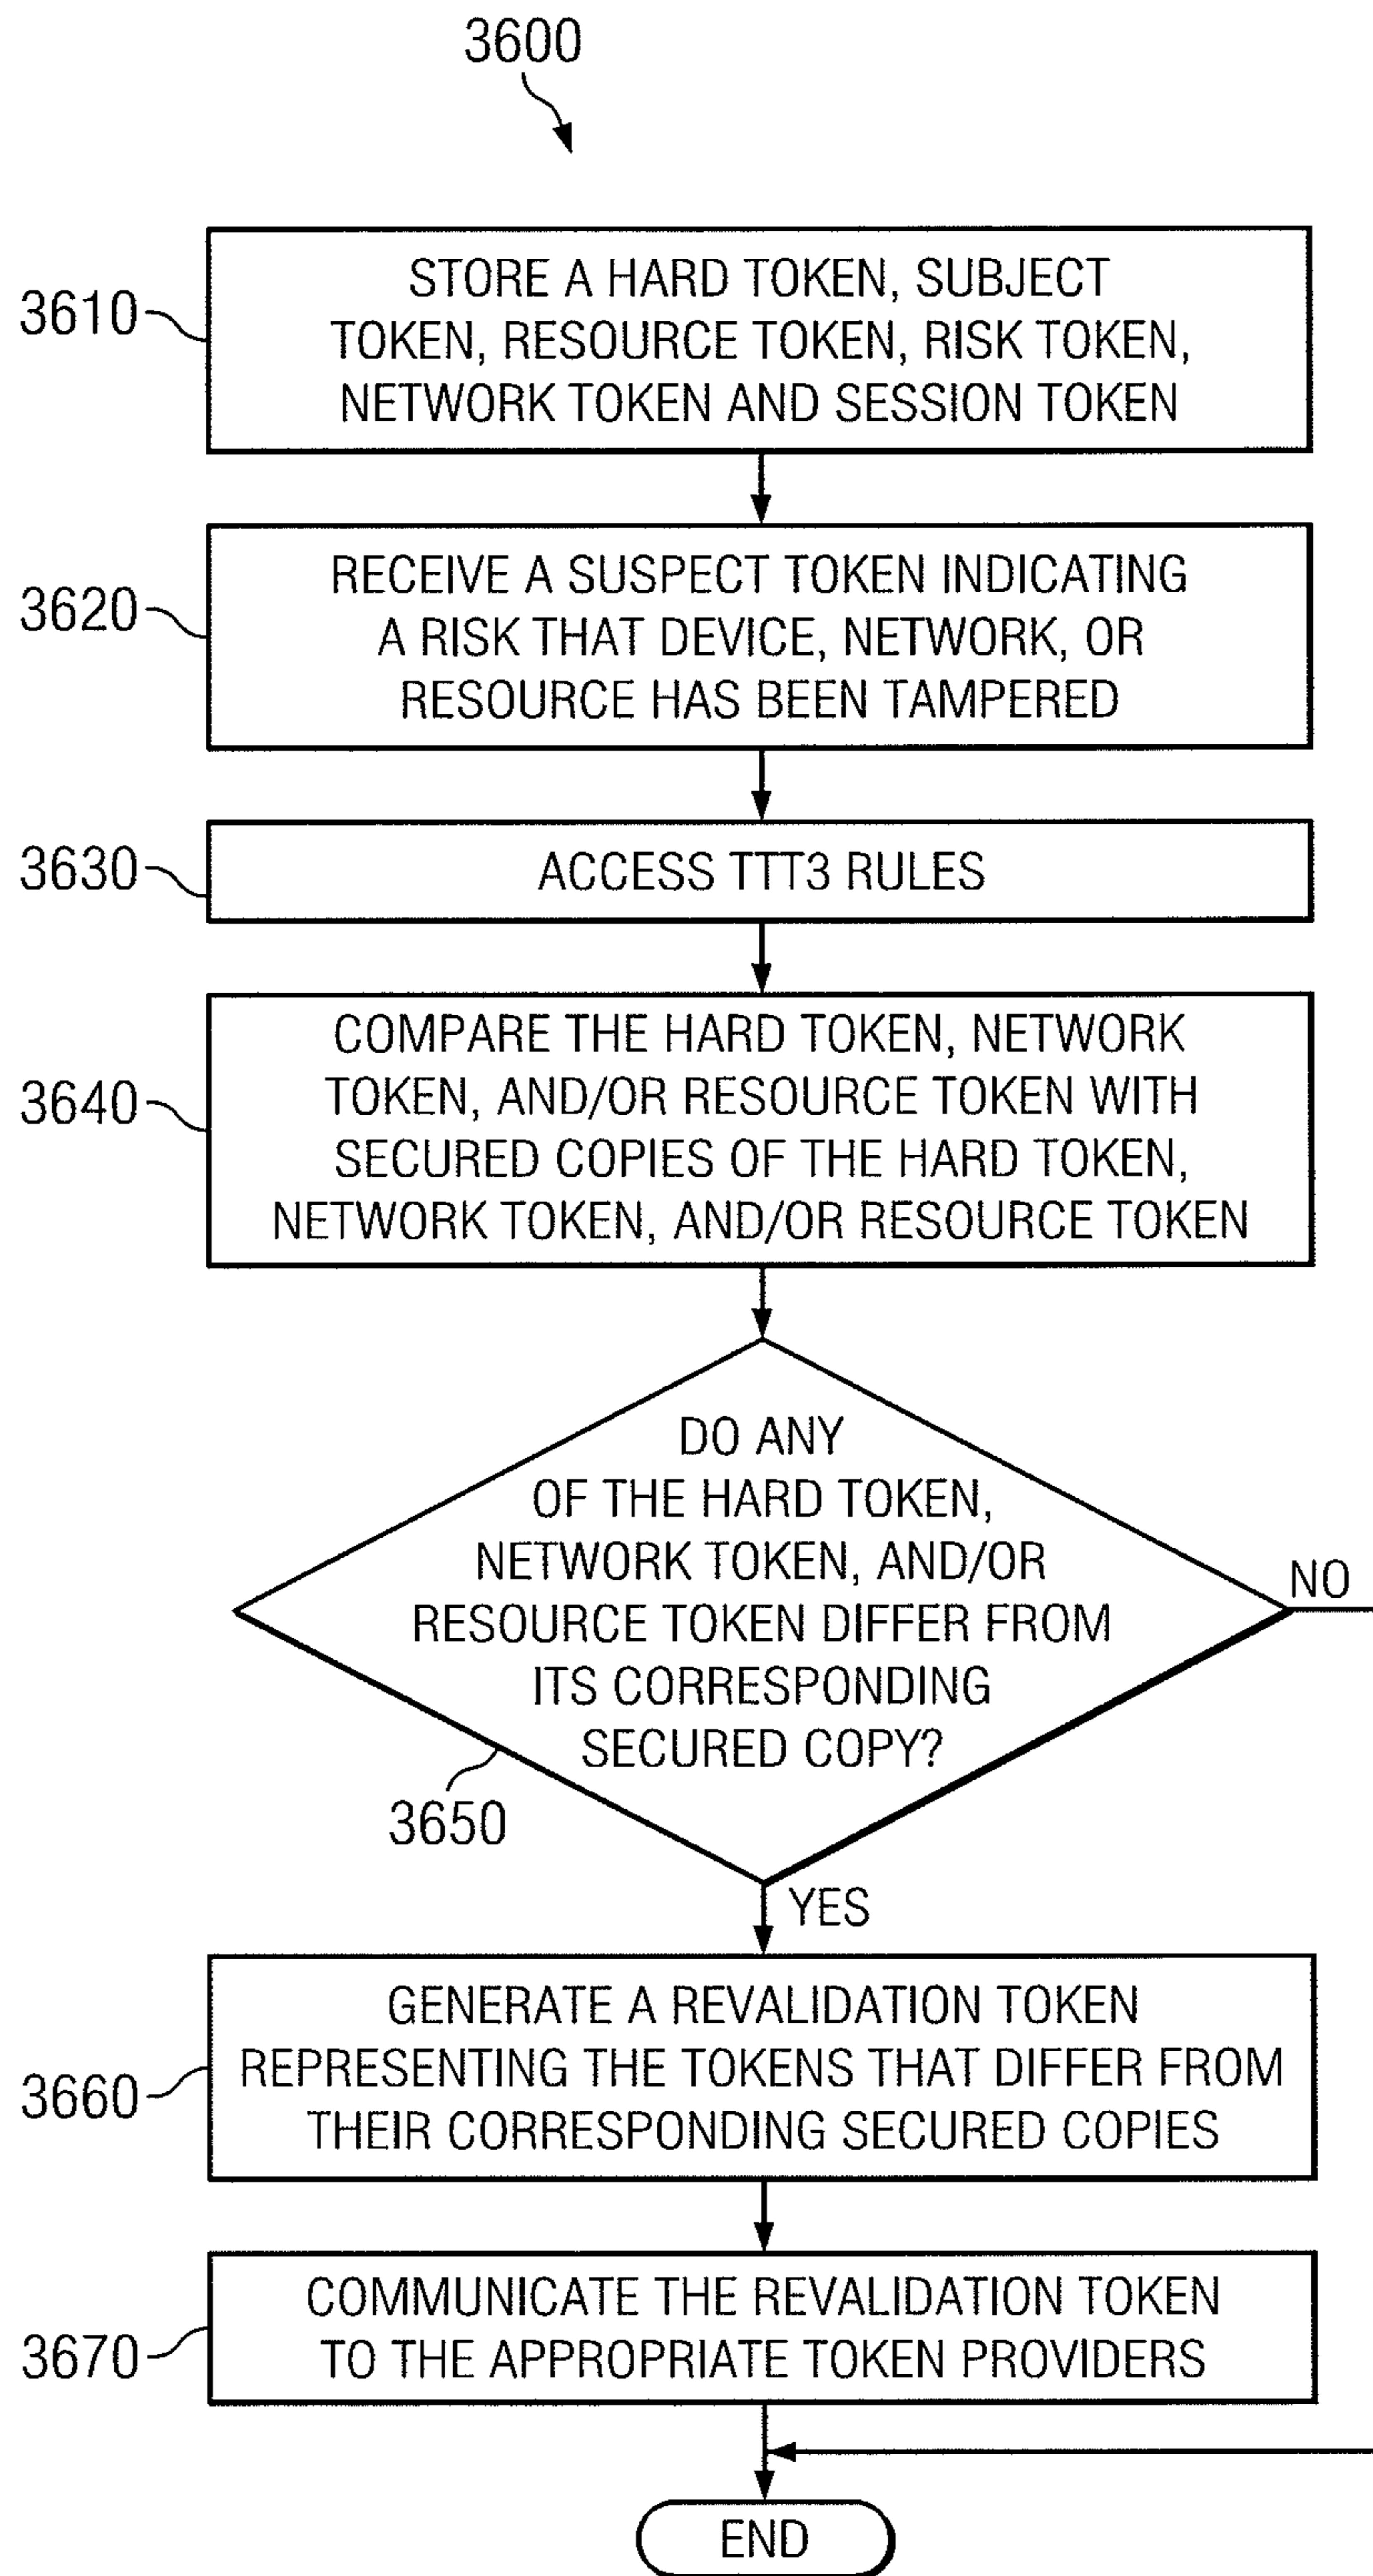 3600
3610
STORE A HARD TOKEN, SUBJECT
TOKEN, RESOURCE TOKEN, RISK TOKEN,
NETWORK TOKEN AND SESSION TOKEN
3620
RECEIVE A SUSPECT TOKEN INDICATING
A RISK THAT DEVICE, NETWORK, OR
RESOURCE HAS BEEN TAMPERED
3630
ACCESS TTT3 RULES
3640
COMPARE THE HARD TOKEN, NETWORK
TOKEN, AND/OR RESOURCE TOKEN WITH
SECURED COPIES OF THE HARD TOKEN,
NETWORK TOKEN, AND/OR RESOURCE TOKEN
DO ANY
OF THE HARD TOKEN,
NETWORK TOKEN, AND/OR
RESOURCE TOKEN DIFFER FROM
ITS CORRESPONDING
SECURED COPY?
NO
3650
YES
3660
GENERATE A REVALIDATION TOKEN
REPRESENTING THE TOKENS THAT DIFFER FROM
THEIR CORRESPONDING SECURED COPIES
3670
COMMUNICATE THE REVALIDATION TOKEN
TO THE APPROPRIATE TOKEN PROVIDERS
END